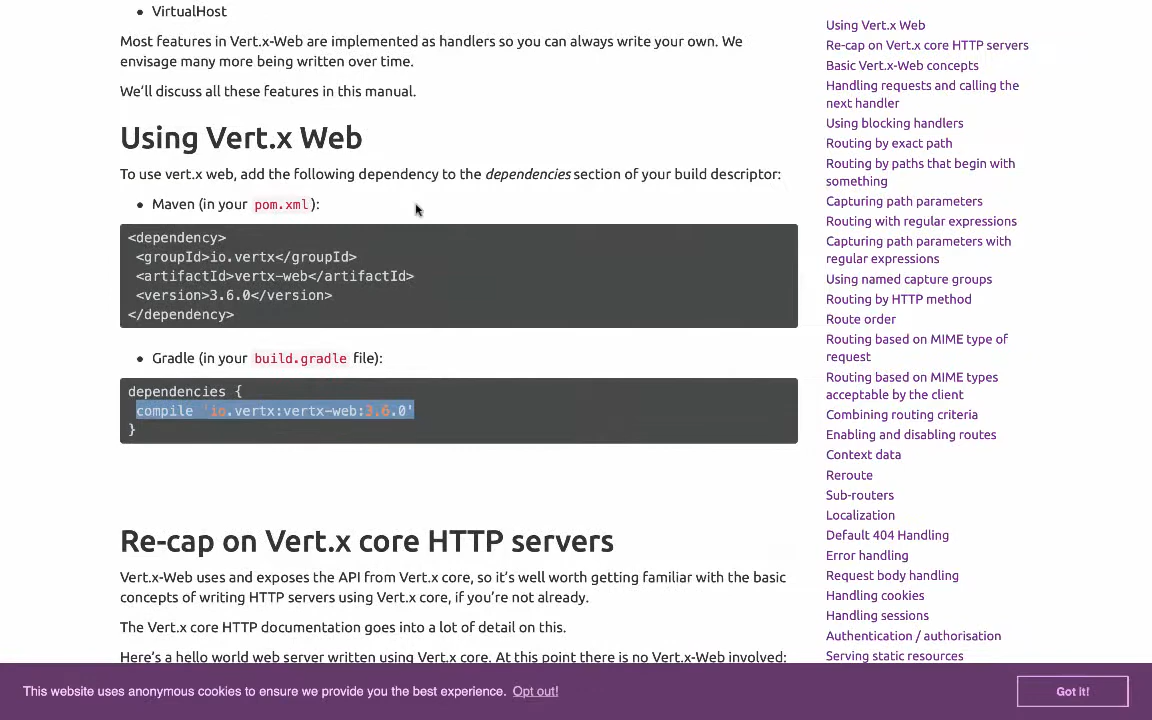 VirtualHost
Most features in Vert.x-Web are implemented as handlers so you can always write your own. We
envisage many more being written over time.
We'll discuss all these features in this manual.
Using Vert.x Web
To use vert.x web, add the following dependency to the dependencies section of your build descriptor:
Maven (in your pom.xml):
<dependency>
<groupId>io.vertx</groupId>
<artifactId>vertx-web</artifactId>
<version>3.6.0</version>
</dependency>
Gradle (in your build.gradle file):
dependencies {
compile 'io.vertx:vertx-web:3.6.0'
}
Re-cap on Vert.x core HTTP servers
Vert.x-Web uses and exposes the API from Vert.x core, so it's well worth getting familiar with the basic
concepts of writing HTTP servers using Vert.x core, if you're not already.
The Vert.x core HTTP documentation goes into a lot of detail on this.
Here's a hello world web server written using Vert.x core. At this point there is no Vert.x-Web involved:
Using Vert.x Web
Re-cap on Vert.x core HTTP servers
Basic Vert.x-Web concepts
Handling requests and calling the
next handler
Using blocking handlers
Routing by exact path
Routing by paths that begin with
something
Capturing path parameters
Routing with regular expressions
Capturing path parameters with
regular expressions
Using named capture groups
Routing by HTTP method
Route order
Routing based on MIME type of
request
Routing based on MIME types
acceptable by the client
Combining routing criteria
Enabling and disabling routes
Context data
Reroute
Sub-routers
Localization
Default 404 Handling
Error handling
Request body handling
Handling cookies
Handling sessions
Authentication / authorisation
Serving static resources
This website uses anonymous cookies to ensure we provide you the best experience. Opt out!
Got it!